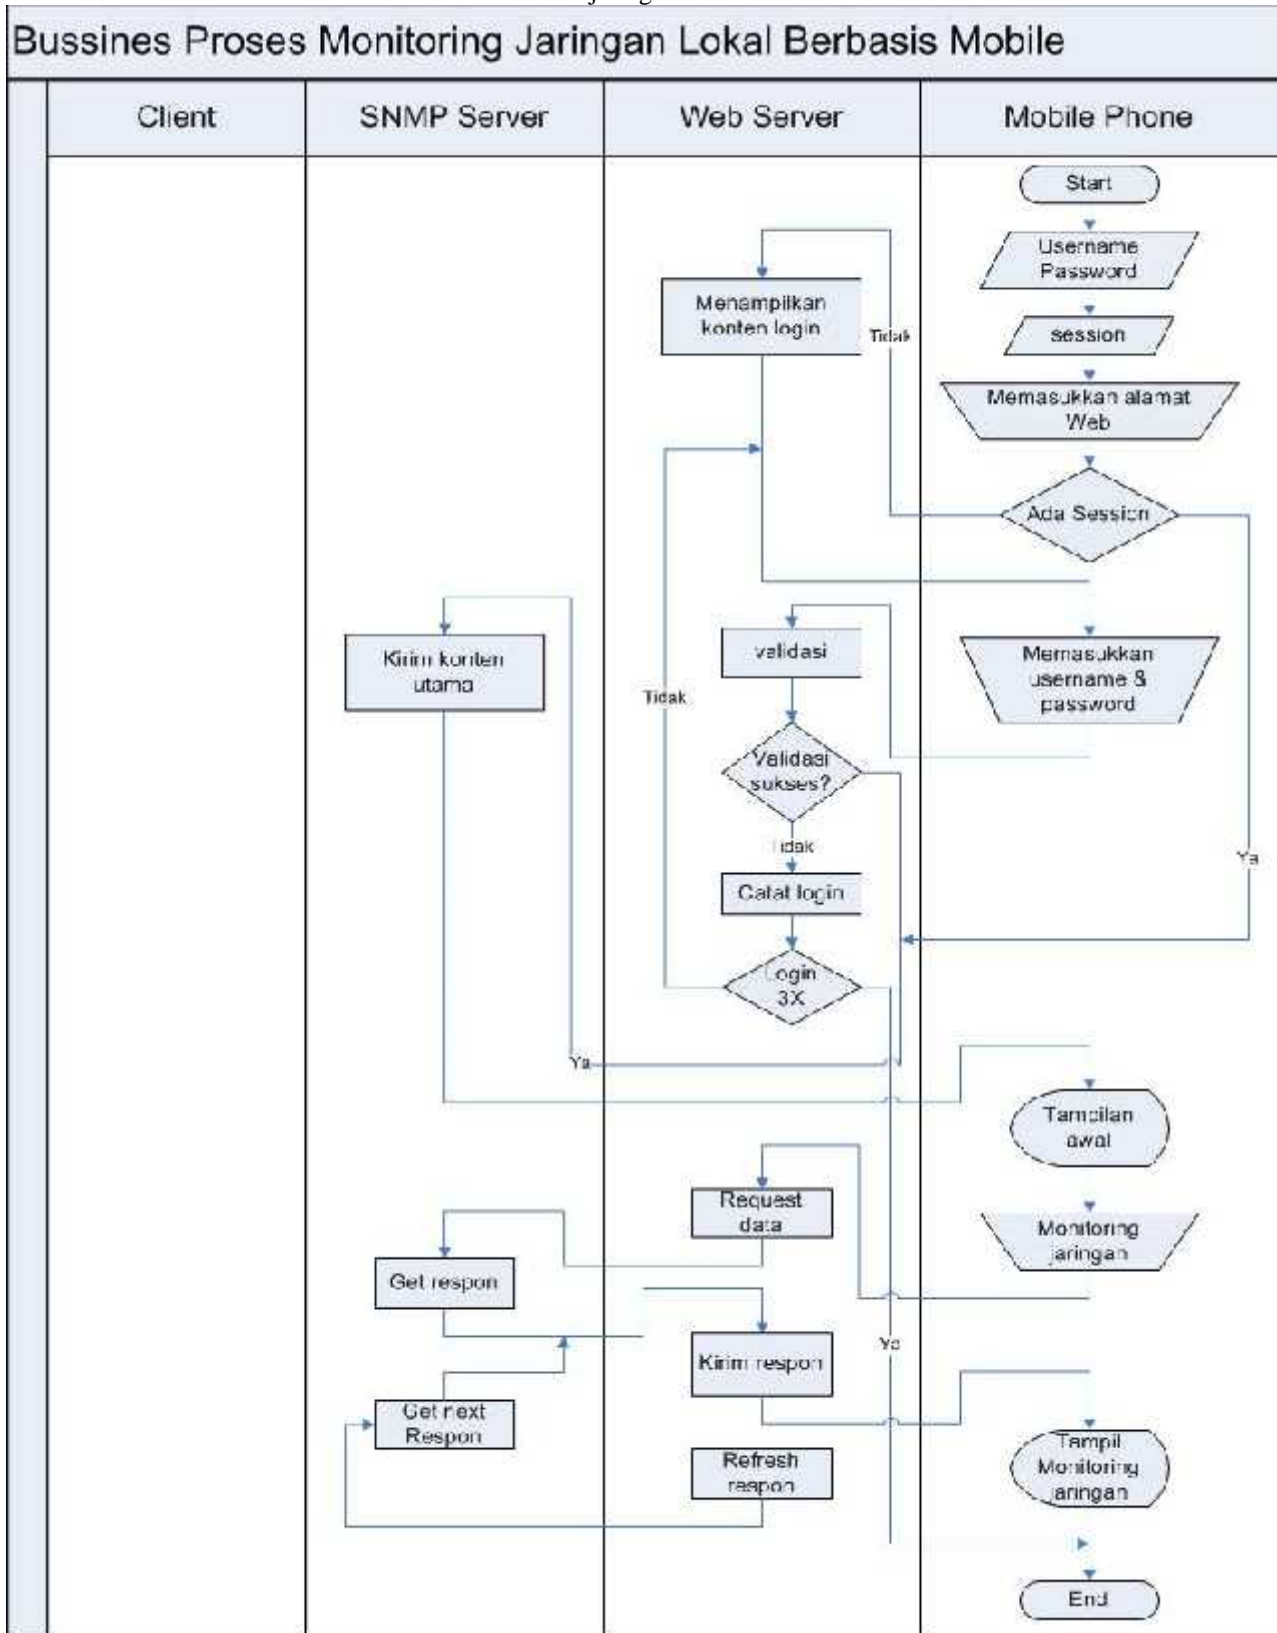 Bussines Proses Monitoring Jaringan Lokal Berbasis Mobile
Client
SNMP Server
Web Server
Mobile Phone
Start
Username
Password
Menampilkan
konten login
Tidak
session
Memasukkan alamat
Web
Ada Session
Kirim konten
utama
Tidak
validasi
Memasukkan
username &
password
Validasi
sukses?
Tidak
Ya
Catat login
Login
3X
Ya
Tampilan
awal
Request
data
Monitoring
jaringan
Get respon
Ya
Kirim respon
Get next
Respon
Refresh
respon
Tampil
Monitoring
jaringan
End